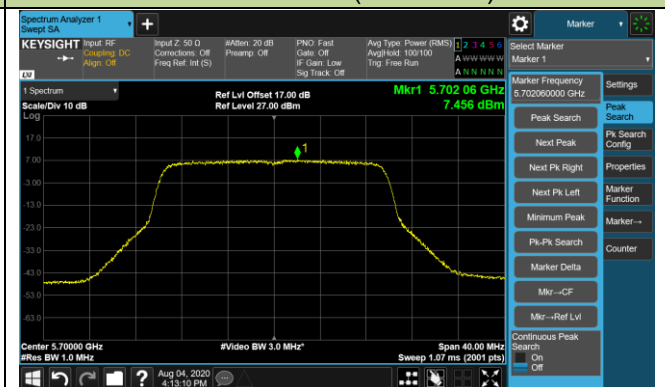 Spectrum Analyzer 1
Swept SA
Marker
KEYSIGHT
Input: RF
Coupling: DC
Align: Off
Input Z: 50 Ω
Corrections: Off
Freq Ref: Int (S)
#Atten: 20 dB
Preamp: Off
PNO: Fast
Gate: Off
IF Gain: Low
Sig Track: Off
Avg Type: Power (RMS)
Avg|Hold: 100/100
Trig: Free Run
1 2 3 4 5 6
A W W W W W
A N N N N N
Select Marker
Marker 1
1 Spectrum
Scale/Div 10 dB
Log
Ref Lvl Offset 17.00 dB
Ref Level 27.00 dBm
Mkr1 5.702 06 GHz
7.456 dBm
17.0
7.00
-3.00
-13.0
-23.0
-33.0
-43.0
-53.0
-63.0
1
Center 5.70000 GHz
#Res BW 1.0 MHz
#Video BW 3.0 MHz*
Span 40.00 MHz
Sweep 1.07 ms (2001 pts)
Marker Frequency
5.702060000 GHz
Peak Search
Next Peak
Next Pk Right
Next Pk Left
Minimum Peak
Pk-Pk Search
Marker Delta
Mkr→CF
Mkr→Ref Lvl
Continuous Peak
Search
On
Off
Settings
Peak
Search
Pk Search
Config
Properties
Marker
Function
Marker→
Counter
Aug 04, 2020
4:13:10 PM